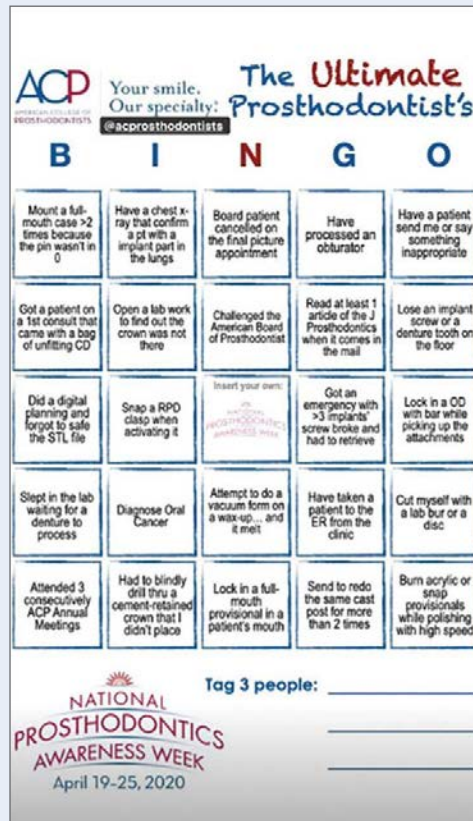 ACP
AMERICAN COLLEGE OF
PROSTHODONTISTS
Your smile.
Our specialty:
@acprosthodontists
The Ultimate
Prosthodontist's
B I N G O
Mount a full-
mouth case >2
times because
the pin wasn't in
0
Have a chest x-
ray that confirm
a pt with a
implant part in
the lungs
Board patient
cancelled on
the final picture
appointment
Have
processed an
obturator
Have a patient
send me or say
something
inappropriate
Got a patient on
a 1st consult that
came with a bag
of unfitting CD
Open a lab work
to find out the
crown was not
there
Challenged the
American Board
of Prosthodontist
Read at least 1
article of the J
Prosthodontics
when it comes in
the mail
Lose an implant
screw or a
denture tooth on
the floor
Did a digital
planning and
forgot to safe
the STL file
Snap a RPD
clasp when
activating it
Insert your own:
NATIONAL
PROSTHODONTICS
AWARENESS WEEK
Got an
emergency with
>3 implants'
screw broke and
had to retrieve
Lock in a OD
with bar while
picking up the
attachments
Slept in the lab
waiting for a
denture to
process
Diagnose Oral
Cancer
Attempt to do a
vacuum form on
a wax-up... and
it melt
Have taken a
patient to the
ER from the
clinic
Cut myself with
a lab bur or a
disc
Attended 3
consecutively
ACP Annual
Meetings
Had to blindly
drill thru a
cement-retained
crown that I
didn't place
Lock in a full-
mouth
provisional in a
patient's mouth
Send to redo
the same cast
post for more
than 2 times
Burn acrylic or
snap
provisionals
while polishing
with high speed
NATIONAL
PROSTHODONTICS
AWARENESS WEEK
April 19-25, 2020
Tag 3 people: